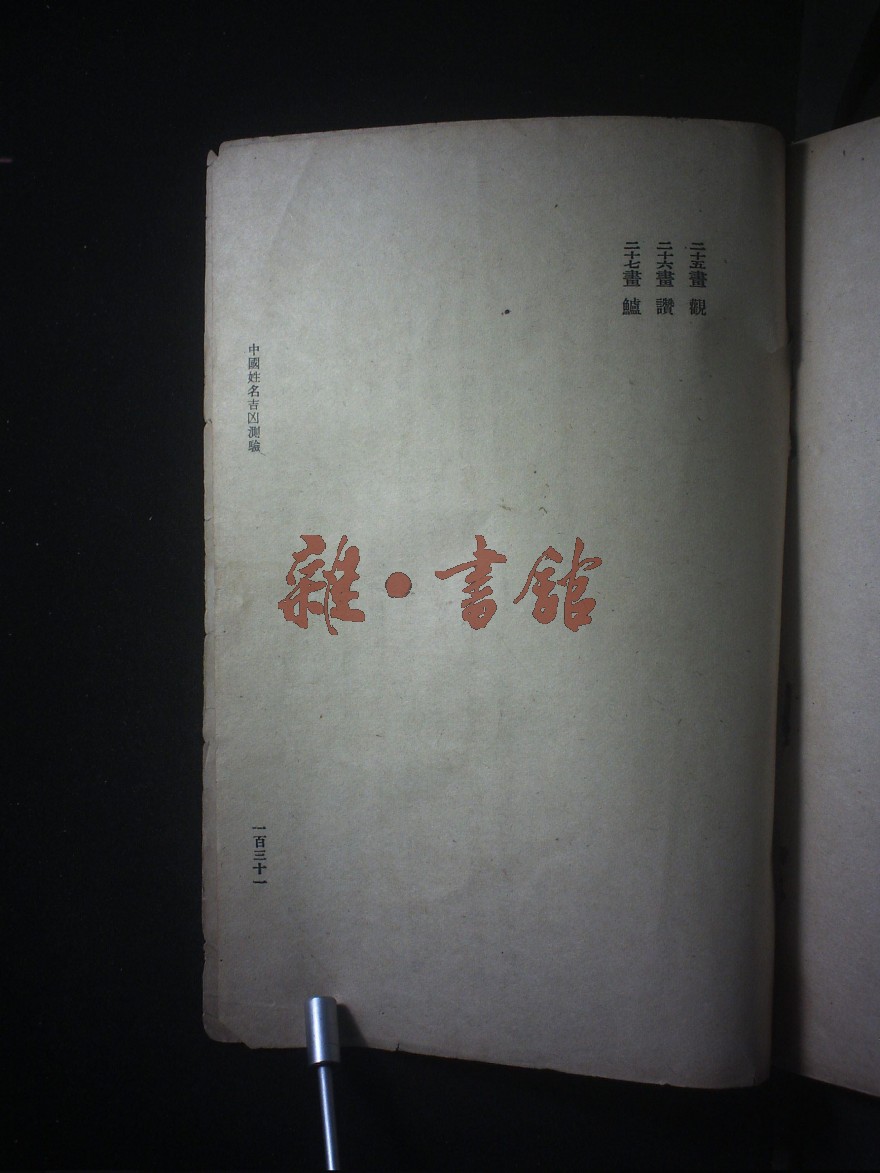 二十五畫 觀
二十六畫 讚
二十七畫 鱸
中國姓名吉凶測驗
一百三十一
雜·書館